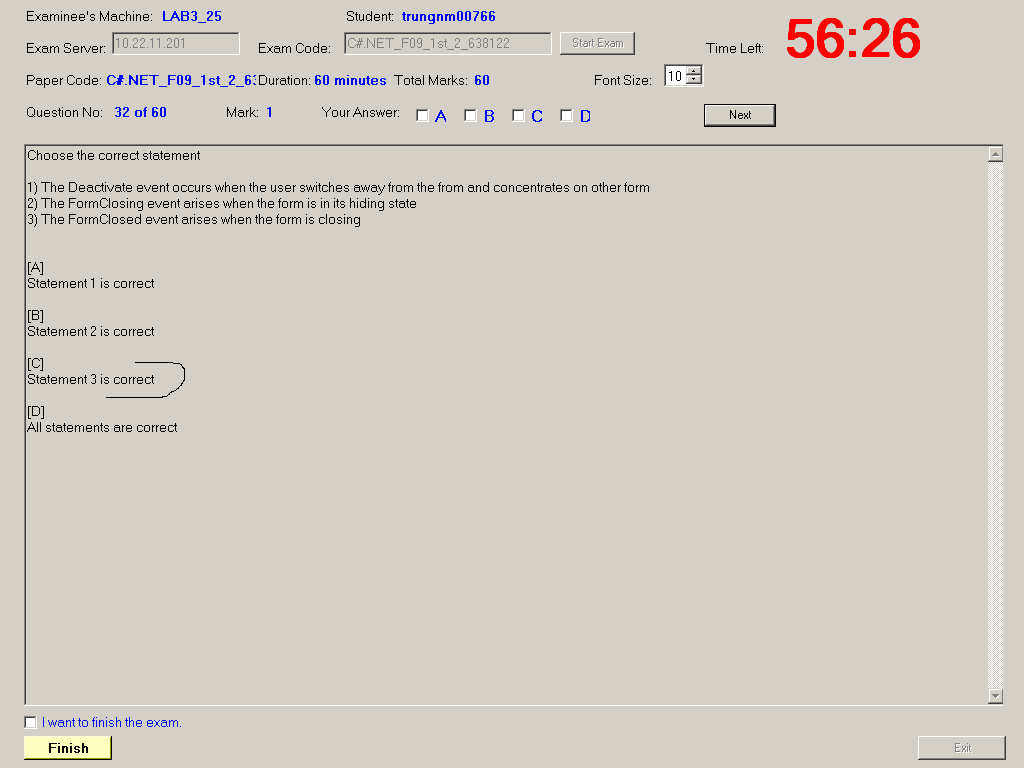 Examinee's Machine: LAB3_25 Student: trungnm00766
Exam Server: 10.22.11.201 Exam Code: C#.NET_F09_1st_2_638122 Start Exam Time Left: 56:26
Paper Code: C#.NET_F09_1st_2_63 Duration: 60 minutes Total Marks: 60 Font Size: 10
Question No: 32 of 60 Mark: 1 Your Answer: A B C D Next
Choose the correct statement
1) The Deactivate event occurs when the user switches away from the from and concentrates on other form
2) The FormClosing event arises when the form is in its hiding state
3) The FormClosed event arises when the form is closing
[A]
Statement 1 is correct
[B]
Statement 2 is correct
[C]
Statement 3 is correct
[D]
All statements are correct
I want to finish the exam.
Finish Exit